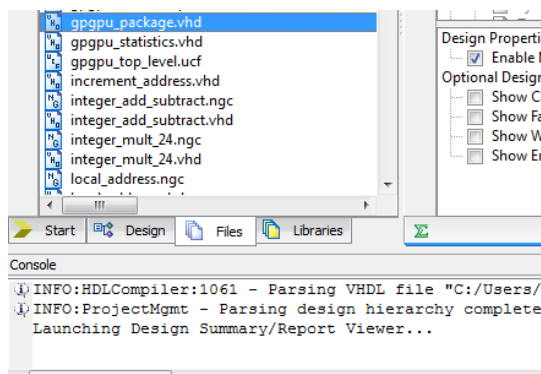 gpgpu_package.vhd
gpgpu_statistics.vhd
gpgpu_top_level.ucf
increment_address.vhd
integer_add_subtract.ngc
integer_add_subtract.vhd
integer_mult_24.ngc
integer_mult_24.vhd
local_address.ngc
Design Properti
Enable
Optional Design
Show C
Show Fa
Show W
Show Er
Start Design Files Libraries Σ
Console
INFO:HDLCompiler:1061 - Parsing VHDL file "C:/Users/
INFO:ProjectMgmt - Parsing design hierarchy complete
Launching Design Summary/Report Viewer...